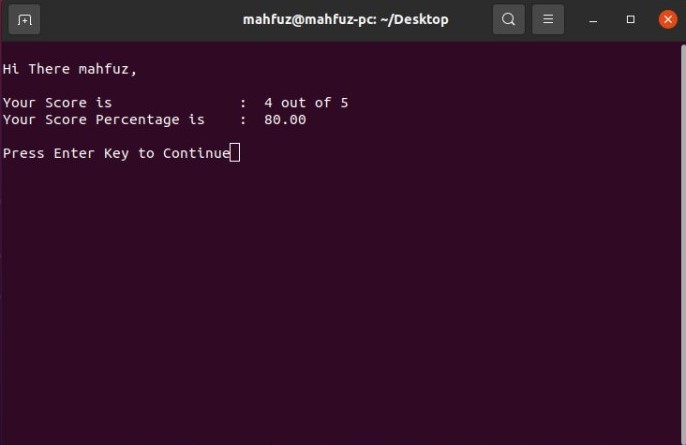 mahfuz@mahfuz-pc: ~/Desktop
Hi There mahfuz,
Your Score is : 4 out of 5
Your Score Percentage is : 80.00
Press Enter Key to Continue